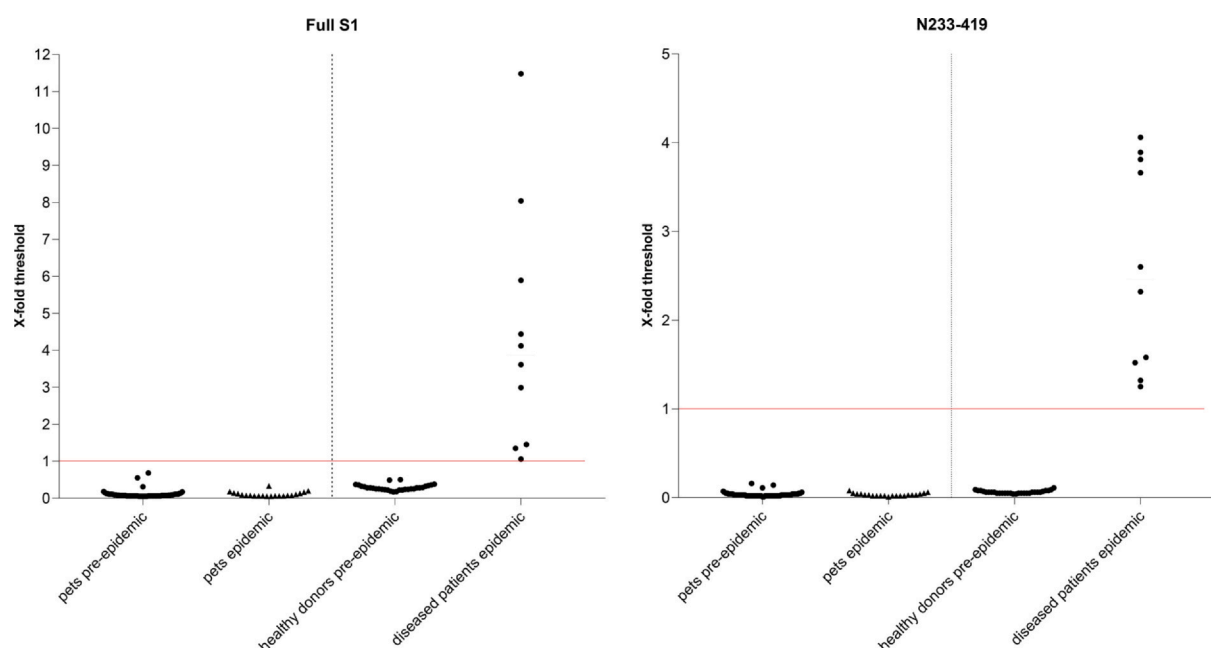 Full S1
X-fold threshold
12
11
10
9
8
7
6
5
4
3
2
1
0
pets pre-epidemic
pets epidemic
healthy donors pre-epidemic
diseased patients epidemic
N233-419
X-fold threshold
5
4
3
2
1
0
pets pre-epidemic
pets epidemic
healthy donors pre-epidemic
diseased patients epidemic